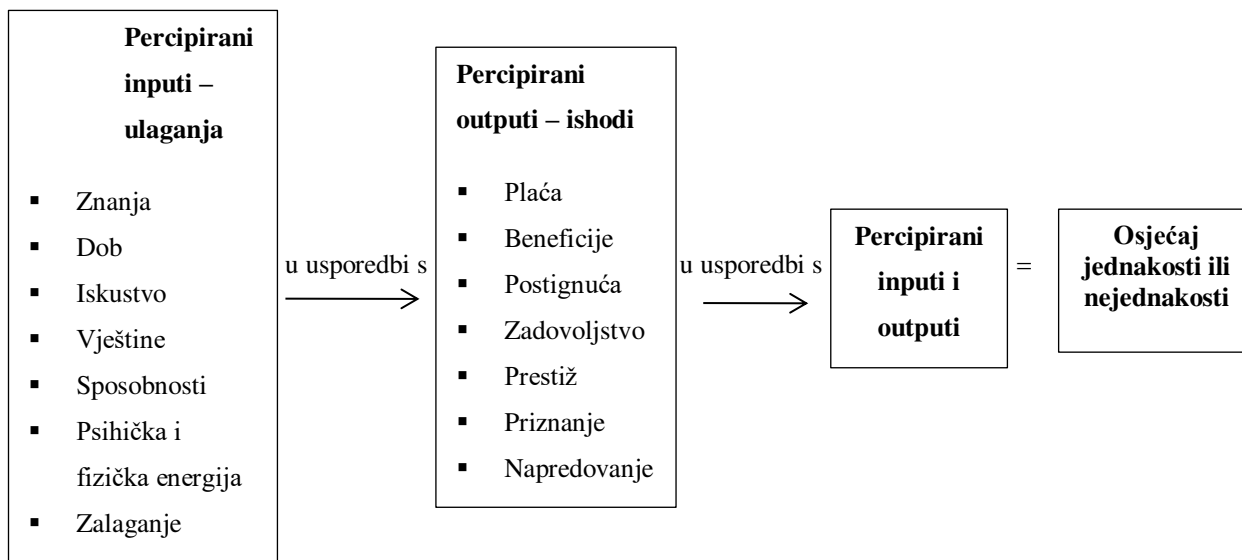 Percipirani
inputi –
ulaganja
▪ Znanja
▪ Dob
▪ Iskustvo
▪ Vještine
▪ Sposobnosti
▪ Psihička i
fizička energija
▪ Zalaganje
u usporedbi s
Percipirani
outputi – ishodi
▪ Plaća
▪ Beneficije
▪ Postignuća
▪ Zadovoljstvo
▪ Prestiž
▪ Priznanje
▪ Napredovanje
u usporedbi s
Percipirani
inputi i
outputi
=
Osjećaj
jednakosti ili
nejednakosti